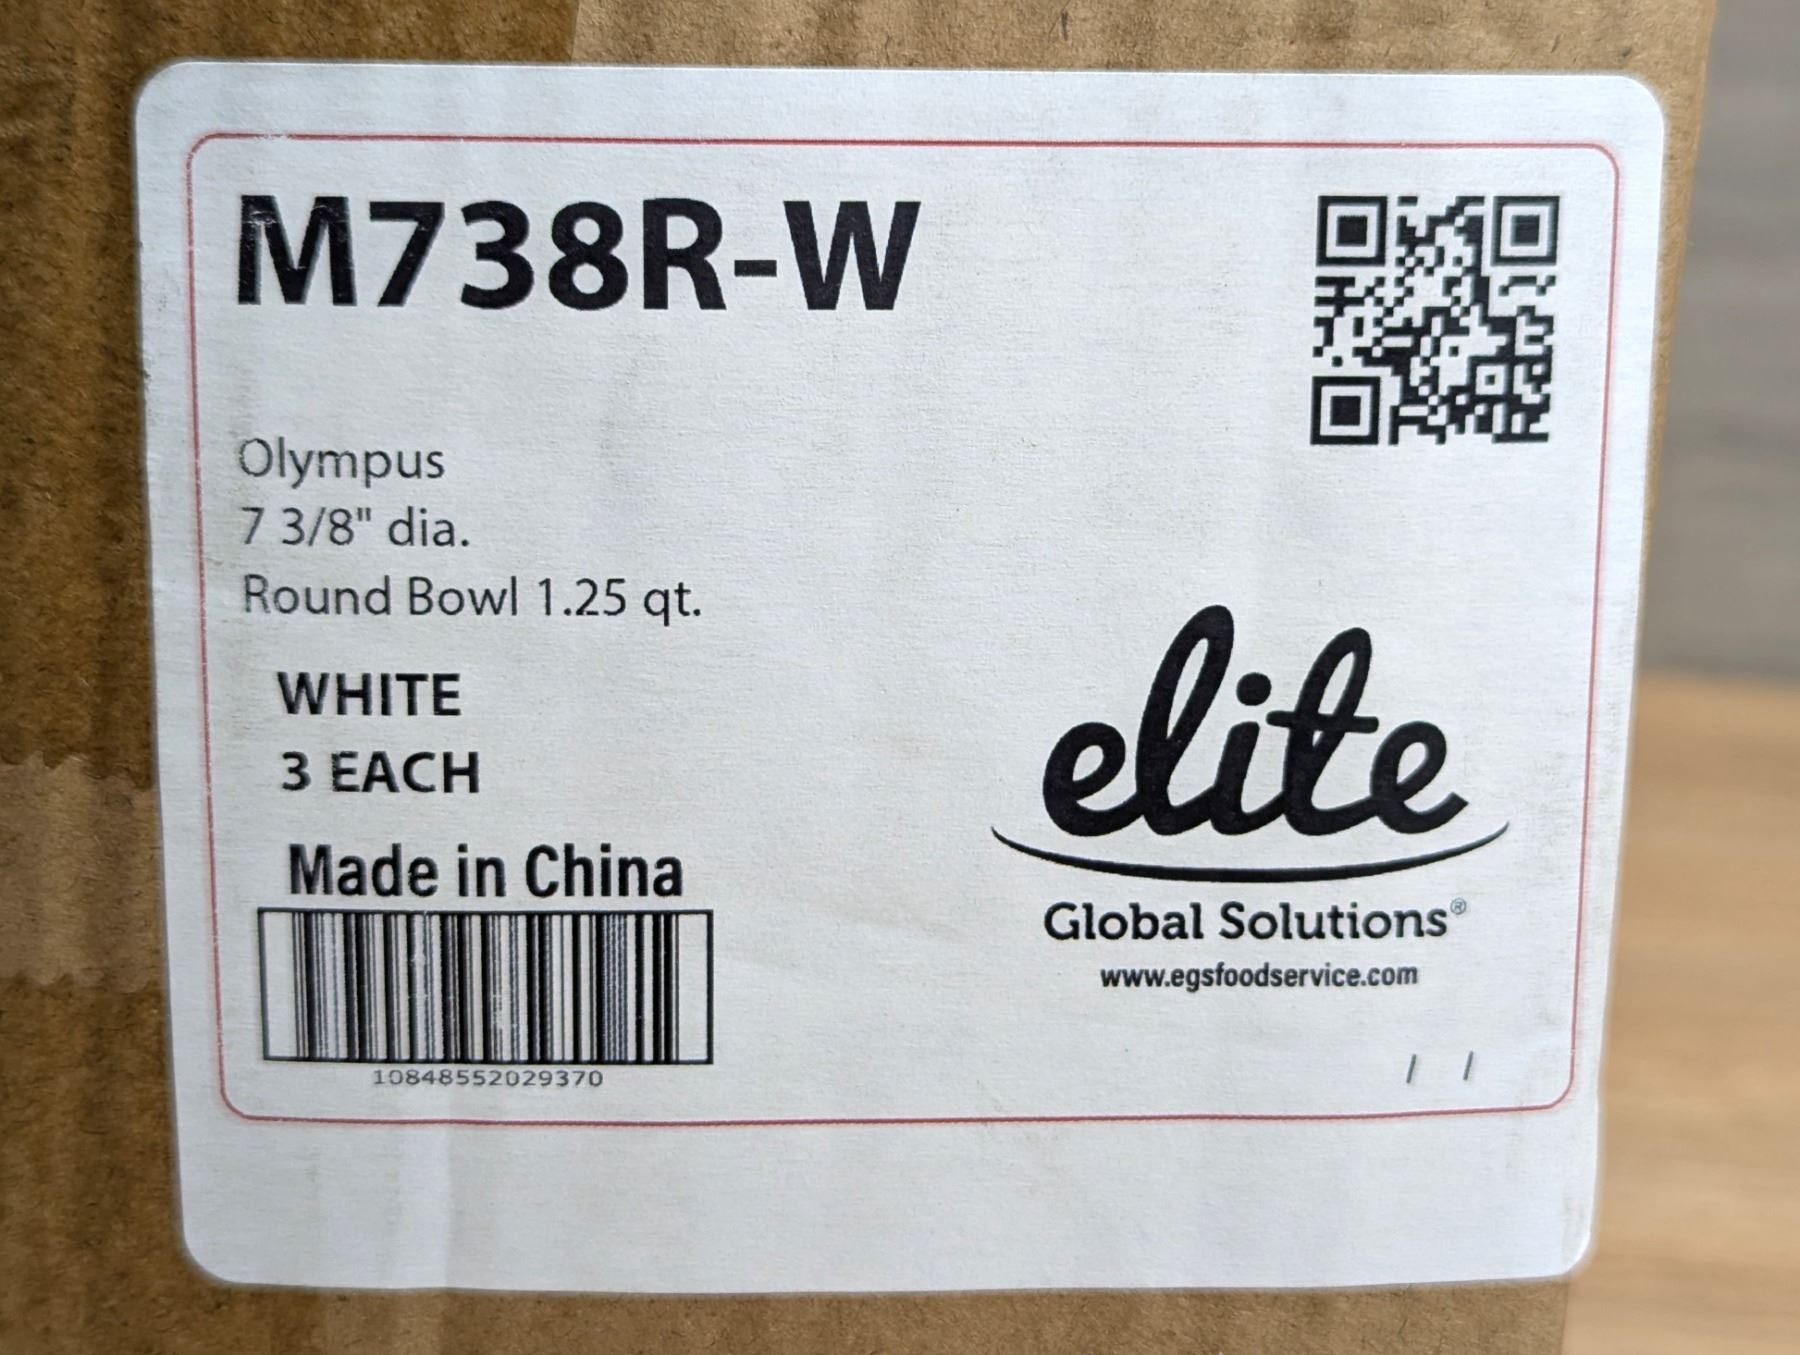 M738R-W
Olympus
7 3/8" dia.
Round Bowl 1.25 qt.
WHITE
3 EACH
Made in China
10848552029370
elite
Global Solutions®
www.egsfoodservice.com
/ /